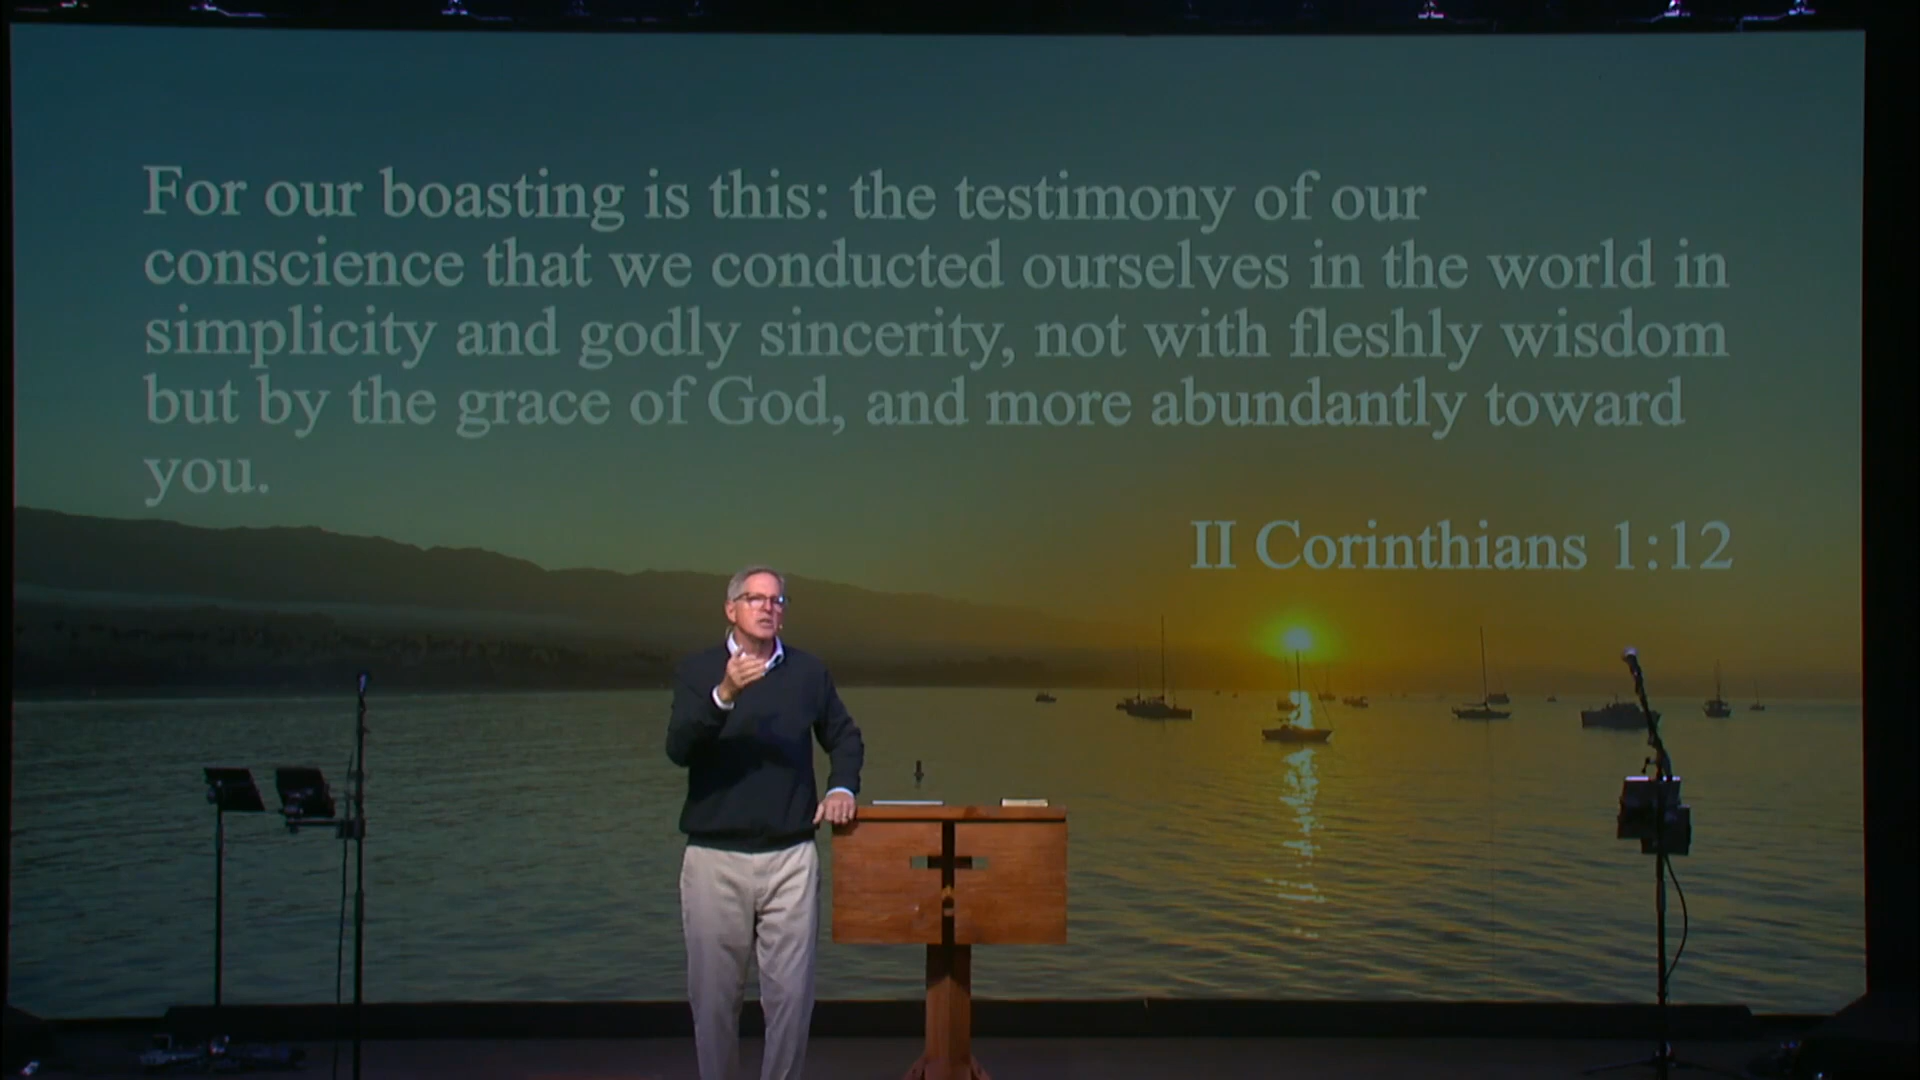 For our boasting is this: the testimony of our
conscience that we conducted ourselves in the world in
simplicity and godly sincerity, not with fleshly wisdom
but by the grace of God, and more abundantly toward
you.
II Corinthians 1:12